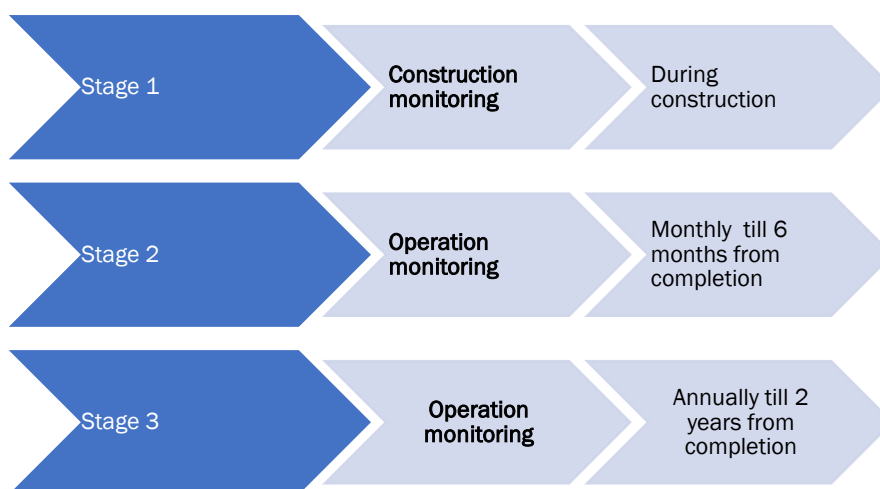 Stage 1
Construction
monitoring
During
construction
Stage 2
Operation
monitoring
Monthly  till 6
months from
completion
Stage 3
Operation
monitoring
Annually till 2
years from
completion